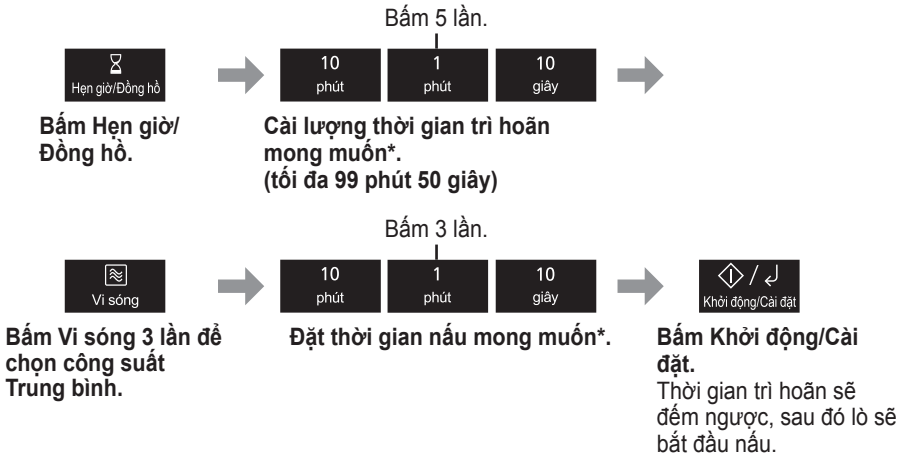 Bấm 5 lần.
Hẹn giờ/Đồng hồ
10 phút
1 phút
10 giây
Bấm Hẹn giờ/
Đồng hồ.
Cài lượng thời gian trì hoãn
mong muốn*.
(tối đa 99 phút 50 giây)
Bấm 3 lần.
Vi sóng
10 phút
1 phút
10 giây
Khởi động/Cài đặt
Bấm Vi sóng 3 lần để
chọn công suất
Trung bình.
Đặt thời gian nấu mong muốn*.
Bấm Khởi động/Cài
đặt.
Thời gian trì hoãn sẽ
đếm ngược, sau đó lò sẽ
bắt đầu nấu.